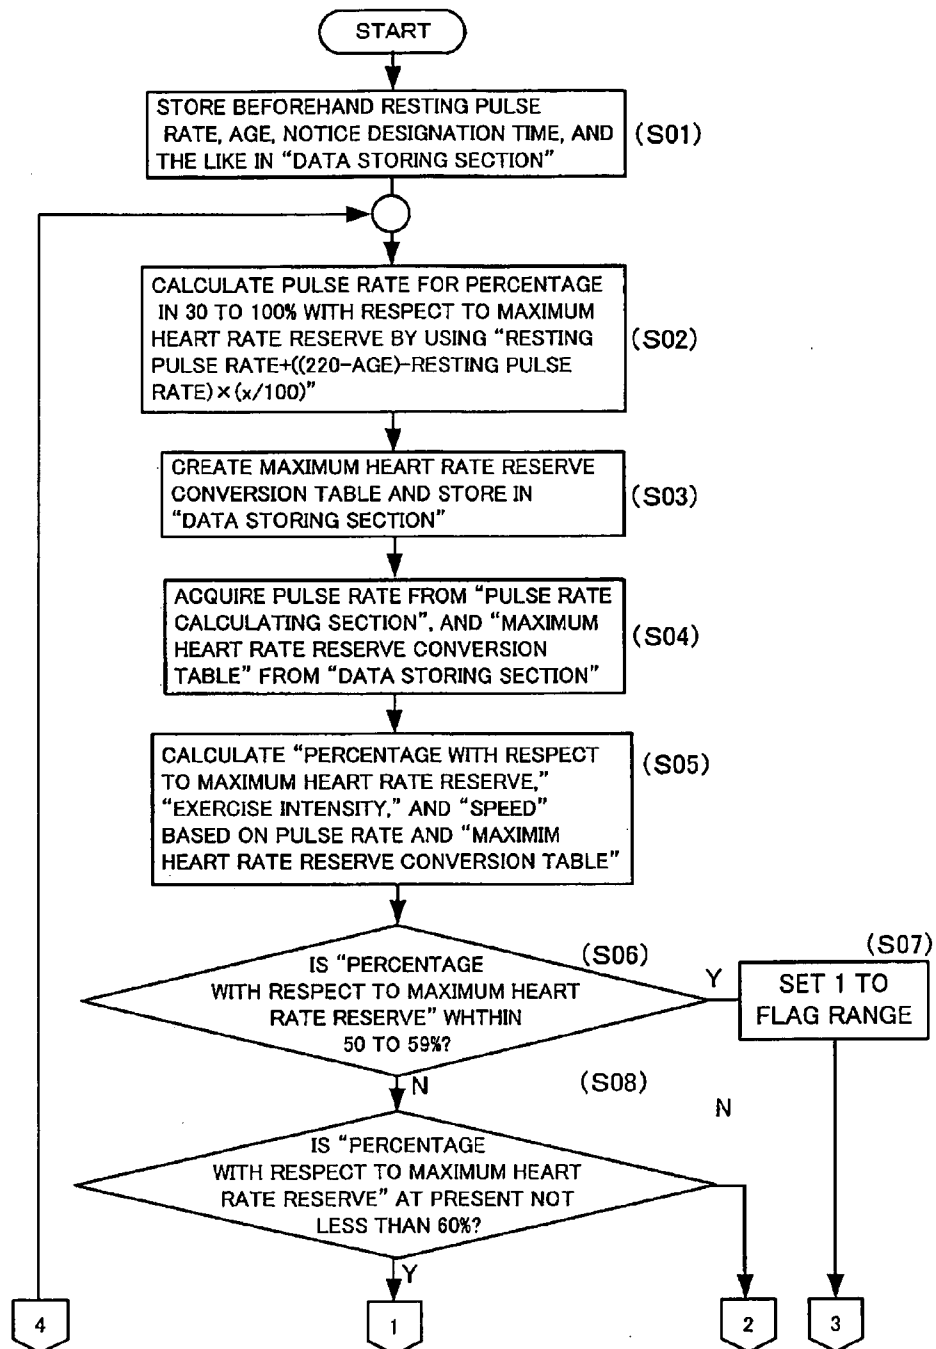 START
STORE BEFOREHAND RESTING PULSE
RATE, AGE, NOTICE DESIGNATION TIME, AND
THE LIKE IN “DATA STORING SECTION”
(S01)
CALCULATE PULSE RATE FOR PERCENTAGE
IN 30 TO 100% WITH RESPECT TO MAXIMUM
HEART RATE RESERVE BY USING “RESTING
PULSE RATE+((220-AGE)-RESTING PULSE
RATE)×(x/100)”
(S02)
CREATE MAXIMUM HEART RATE RESERVE
CONVERSION TABLE AND STORE IN
“DATA STORING SECTION”
(S03)
ACQUIRE PULSE RATE FROM “PULSE RATE
CALCULATING SECTION”, AND “MAXIMUM
HEART RATE RESERVE CONVERSION
TABLE” FROM “DATA STORING SECTION”
(S04)
CALCULATE “PERCENTAGE WITH RESPECT
TO MAXIMUM HEART RATE RESERVE,”
“EXERCISE INTENSITY,” AND “SPEED”
BASED ON PULSE RATE AND “MAXIMIM
HEART RATE RESERVE CONVERSION TABLE”
(S05)
IS “PERCENTAGE
WITH RESPECT TO MAXIMUM HEART
RATE RESERVE” WHTHIN
50 TO 59%?
(S06)
Y
(S07)
SET 1 TO
FLAG RANGE
N
(S08)
N
IS “PERCENTAGE
WITH RESPECT TO MAXIMUM HEART
RATE RESERVE” AT PRESENT NOT
LESS THAN 60%?
Y
4
1
2
3